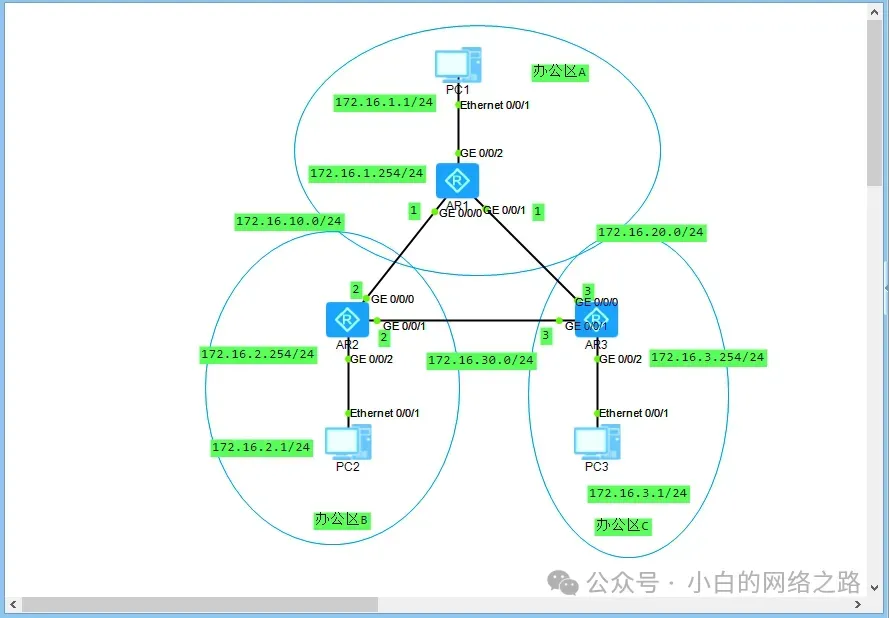 办公区A
PC1
172.16.1.1/24
Ethernet 0/0/1
GE 0/0/2
172.16.1.254/24
AR1
1
GE 0/0/0
GE 0/0/1
1
172.16.10.0/24
172.16.20.0/24
2
GE 0/0/0
3
GE 0/0/0
GE 0/0/1
2
3
GE 0/0/1
AR2
AR3
172.16.2.254/24
GE 0/0/2
172.16.30.0/24
GE 0/0/2
172.16.3.254/24
Ethernet 0/0/1
Ethernet 0/0/1
172.16.2.1/24
PC2
PC3
172.16.3.1/24
办公区B
办公区C
公众号 · 小白的网络之路